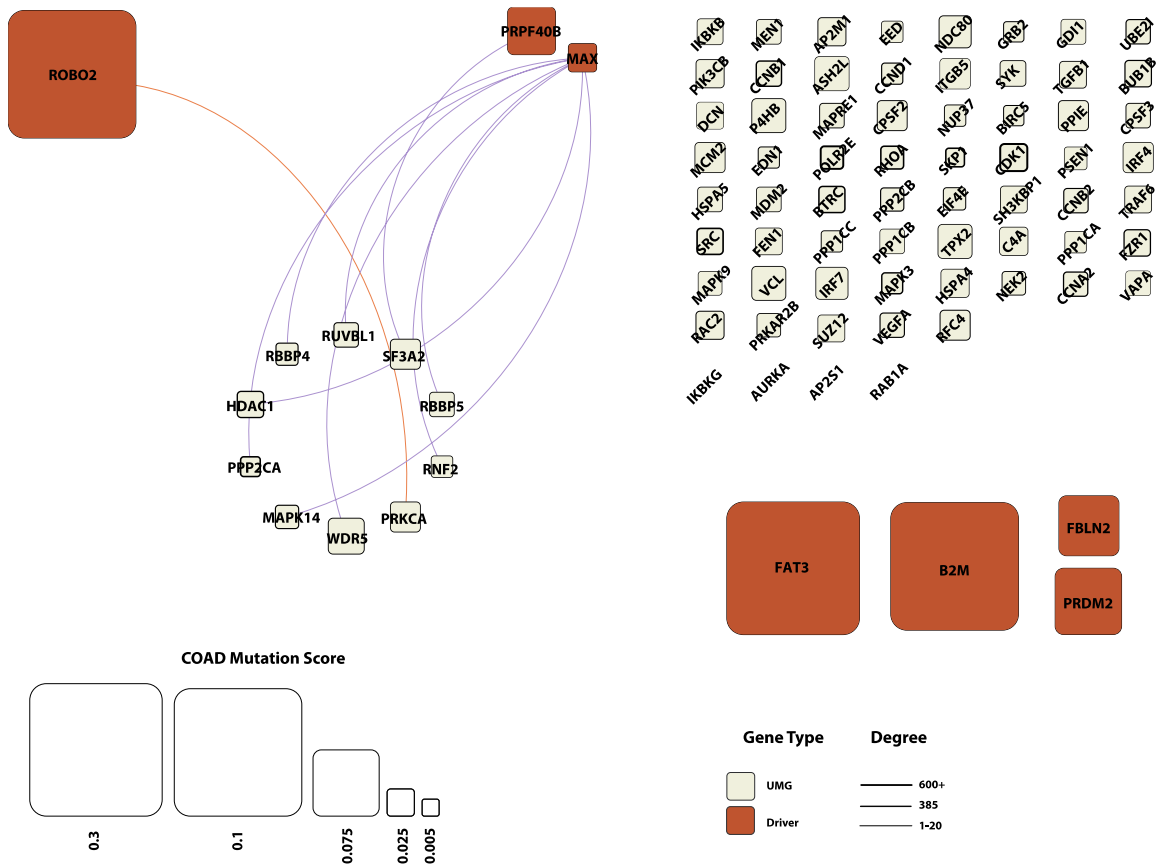 PRPF40B
MAX
ROBO2
RUVBL1
RBBP4
SF3A2
HDAC1
RBBP5
PPP2CA
RNF2
MAPK14
PRKCA
WDR5
IKBKB MEN1 AP2M1 EED NDC80 GRB2 GDI1 UBE2I
PIK3CB CCNB1 ASH2L CCND1 ITGB5 SYK TGFB1 BUB1B
DCN P4HB MAPRE1 CPSF2 NUP37 BIRC5 PPIE CPSF3
MCM2 EDN1 POLR2E RHOA SKP1 CDK1 PSEN1 IRF4
HSPA5 MDM2 BTRC PPP2CB EIF4E SH3KBP1 CCNB2 TRAF6
SRC FEN1 PPP1CC PPP1CB TPX2 C4A PPP1CA FZR1
MAPK9 VCL IRF7 MAPK3 HSPA4 NEK2 CCNA2 VAPA
RAC2 PRKAR2B SUZ12 VEGFA RFC4
IKBKG AURKA AP2S1 RAB1A
FAT3
B2M
FBLN2
PRDM2
COAD Mutation Score
0.3
0.1
0.075
0.025
0.005
Gene Type
UMG
Driver
Degree
600+
385
1-20